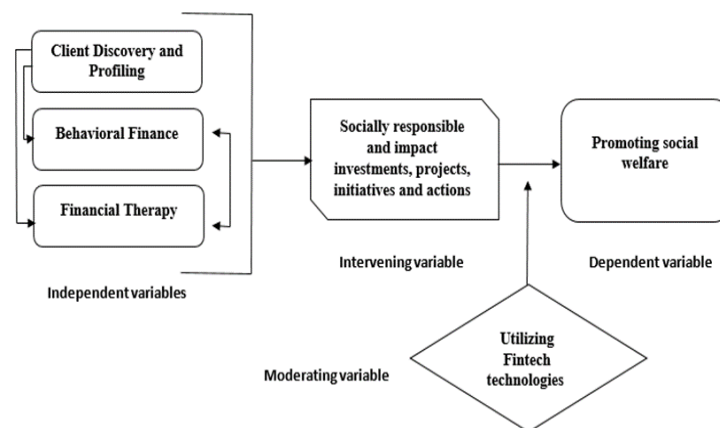 Client Discovery and
Profiling
Behavioral Finance
Financial Therapy
Independent variables
Socially responsible
and impact
investments, projects,
initiatives and actions
Intervening variable
Promoting social
welfare
Dependent variable
Utilizing
Fintech
technologies
Moderating variable